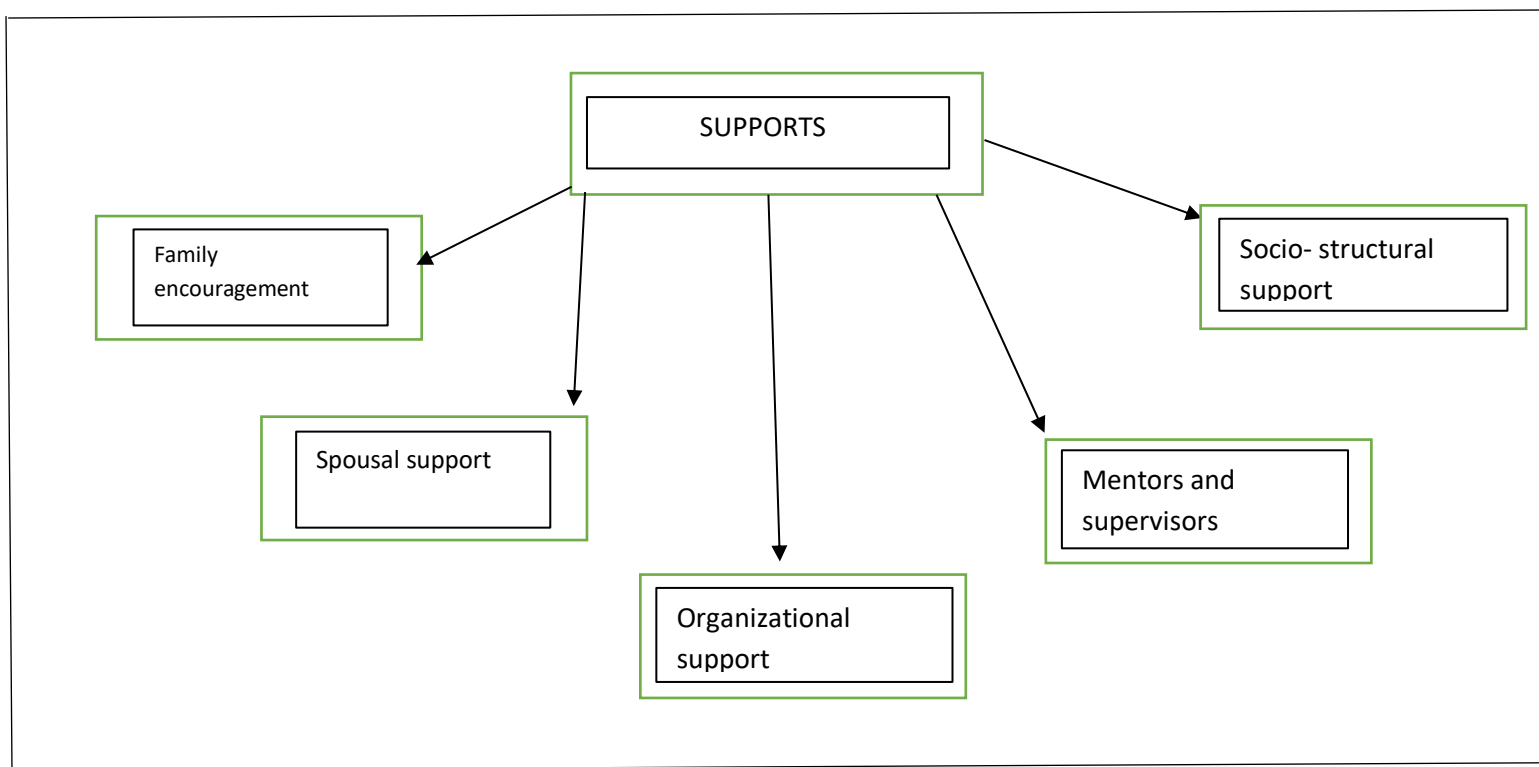 SUPPORTS
Family
encouragement
Socio- structural
support
Spousal support
Mentors and
supervisors
Organizational
support